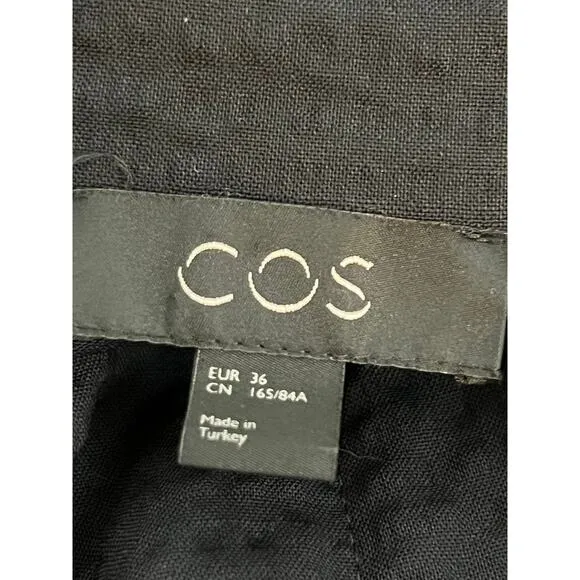 COS
EUR 36
CN 165/84A
Made in
Turkey